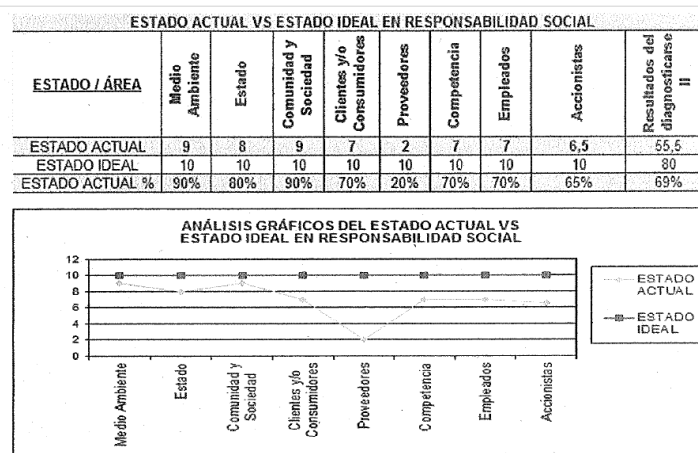 ESTADO ACTUAL VS ESTADO IDEAL EN RESPONSABILIDAD SOCIAL
ESTADO / ÁREA Medio Ambiente Estado Comunidad y Sociedad Clientes y/o Consumidores Proveedores Competencia Empleados Accionistas Resultados del diagnosticarse II
ESTADO ACTUAL 9 8 9 7 2 7 7 6,5 55,5
ESTADO IDEAL 10 10 10 10 10 10 10 10 80
ESTADO ACTUAL % 90% 80% 90% 70% 20% 70% 70% 65% 69%
ANÁLISIS GRÁFICOS DEL ESTADO ACTUAL VS
ESTADO IDEAL EN RESPONSABILIDAD SOCIAL
12
10
8
6
4
2
0
Medio Ambiente
Estado
Comunidad y
Sociedad
Clientes y/o
Consumidores
Proveedores
Competencia
Empleados
Accionistas
ESTADO
ACTUAL
ESTADO
IDEAL